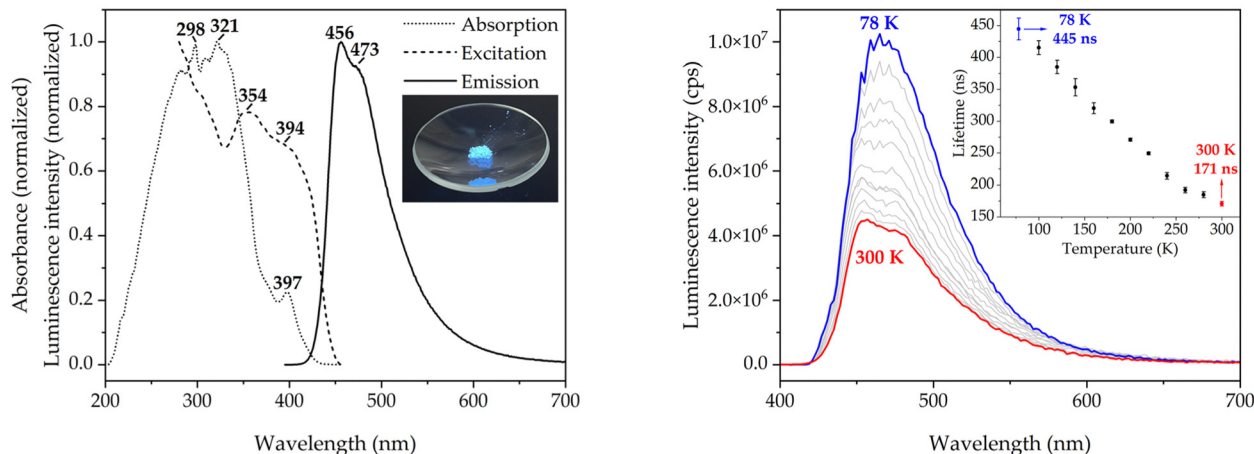 Absorbance (normalized)
Luminescence intensity (normalized)
1.0
0.8
0.6
0.4
0.2
0.0
298
321
354
394
397
456
473
Absorption
Excitation
Emission
200
300
400
500
600
700
Wavelength (nm)
Luminescence intensity (cps)
1.0×10⁷
8.0×10⁶
6.0×10⁶
4.0×10⁶
2.0×10⁶
0.0
78 K
300 K
400
500
600
700
Wavelength (nm)
Lifetime (ns)
450
400
350
300
250
200
150
78 K
445 ns
300 K
171 ns
100
150
200
250
300
Temperature (K)